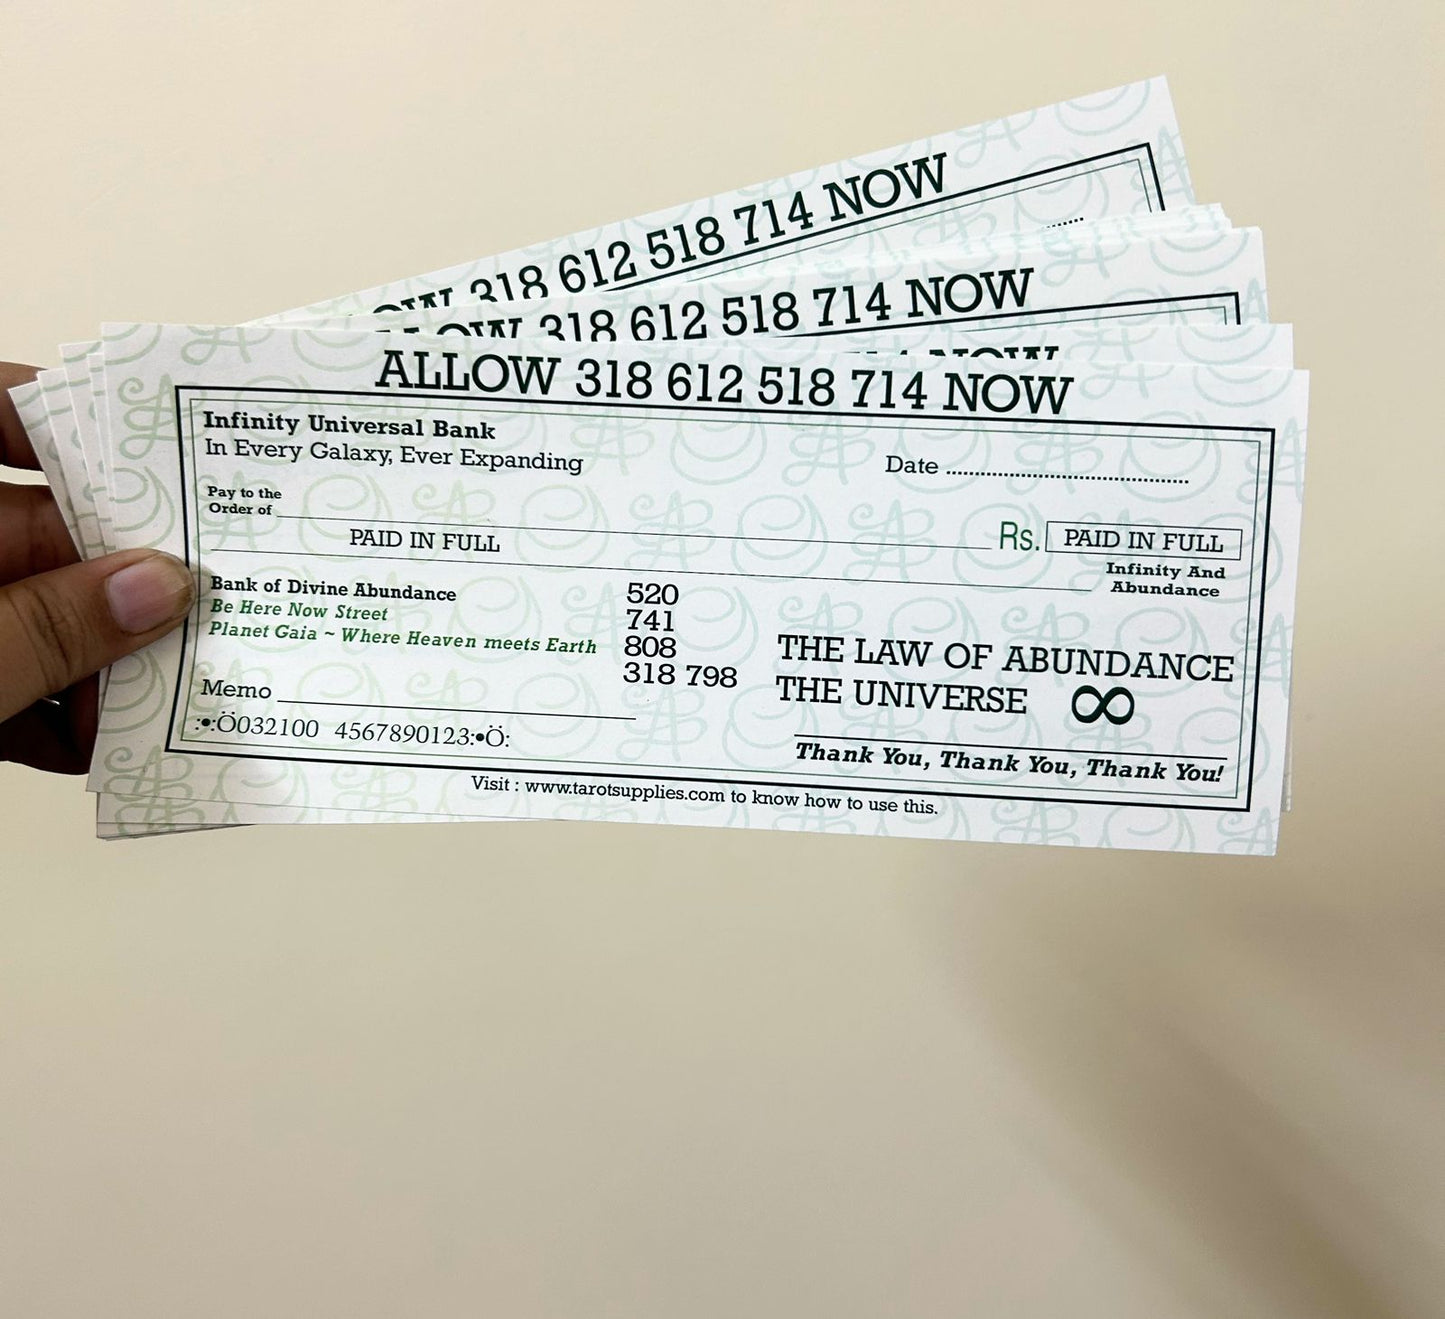 318 612 518 714 NOW
318 612 518 714 NOW
714 NOW
ALLOW 318 612 518 714 NOW
Infinity Universal Bank
In Every Galaxy, Ever Expanding
Date ........................................
Pay to the
Order of
Rs. PAID IN FULL
PAID IN FULL
Infinity And
Abundance
Bank of Divine Abundance
Be Here Now Street
Planet Gaia ~ Where Heaven meets Earth
520
741
808
318 798
THE LAW OF ABUNDANCE
THE UNIVERSE ∞
Memo
:•:Ö032100 4567890123:•Ö:
Thank You, Thank You, Thank You!
Visit : www.tarotsupplies.com to know how to use this.